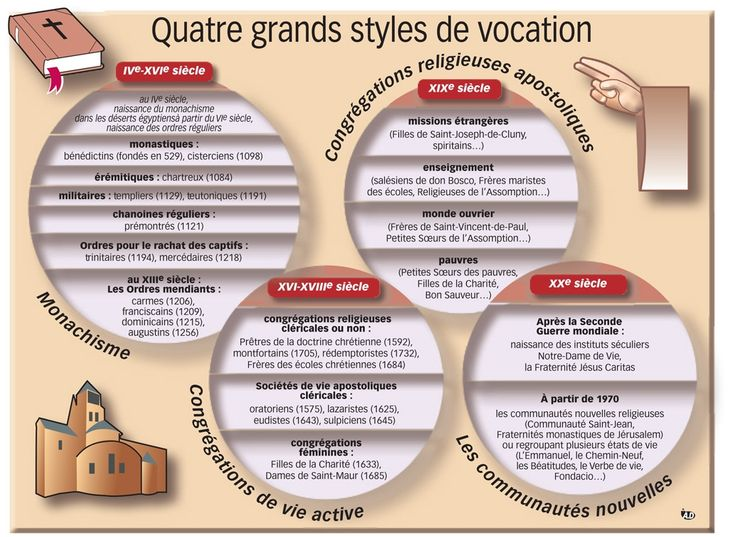 Quatre grands styles de vocation
IVe-XVIe siècle
au IVe siècle,
naissance du monachisme
dans les déserts égyptiensà partir du VIe siècle,
naissance des ordres réguliers
monastiques :
bénédictins (fondés en 529), cisterciens (1098)
érémitiques : chartreux (1084)
militaires : templiers (1129), teutoniques (1191)
chanoines réguliers :
prémontrés (1121)
Ordres pour le rachat des captifs :
trinitaires (1194), mercédaires (1218)
au XIIIe siècle :
Les Ordres mendiants :
carmes (1206),
franciscains (1209),
dominicains (1215),
augustins (1256)
Monachisme
Congrégations religieuses apostoliques
XIXe siècle
missions étrangères
(Filles de Saint-Joseph-de-Cluny,
spiritains...)
enseignement
(salésiens de don Bosco, Frères maristes
des écoles, Religieuses de l'Assomption...)
monde ouvrier
(Frères de Saint-Vincent-de-Paul,
Petites Sœurs de l'Assomption...)
pauvres
(Petites Sœurs des pauvres,
Filles de la Charité,
Bon Sauveur...)
XVI-XVIIIe siècle
congrégations religieuses
cléricales ou non :
Prêtres de la doctrine chrétienne (1592),
montfortains (1705), rédemptoristes (1732),
Frères des écoles chrétiennes (1684)
Sociétés de vie apostoliques
cléricales :
oratoriens (1575), lazaristes (1625),
eudistes (1643), sulpiciens (1645)
congrégations
féminines :
Filles de la Charité (1633),
Dames de Saint-Maur (1685)
Congrégations de vie active
XXe siècle
Après la Seconde
Guerre mondiale :
naissance des instituts séculiers
Notre-Dame de Vie,
la Fraternité Jésus Caritas
À partir de 1970
les communautés nouvelles religieuses
(Communauté Saint-Jean,
Fraternités monastiques de Jérusalem)
ou regroupant plusieurs états de vie
(L'Emmanuel, le Chemin-Neuf,
les Béatitudes, le Verbe de vie,
Fondacio...)
Les communautés nouvelles